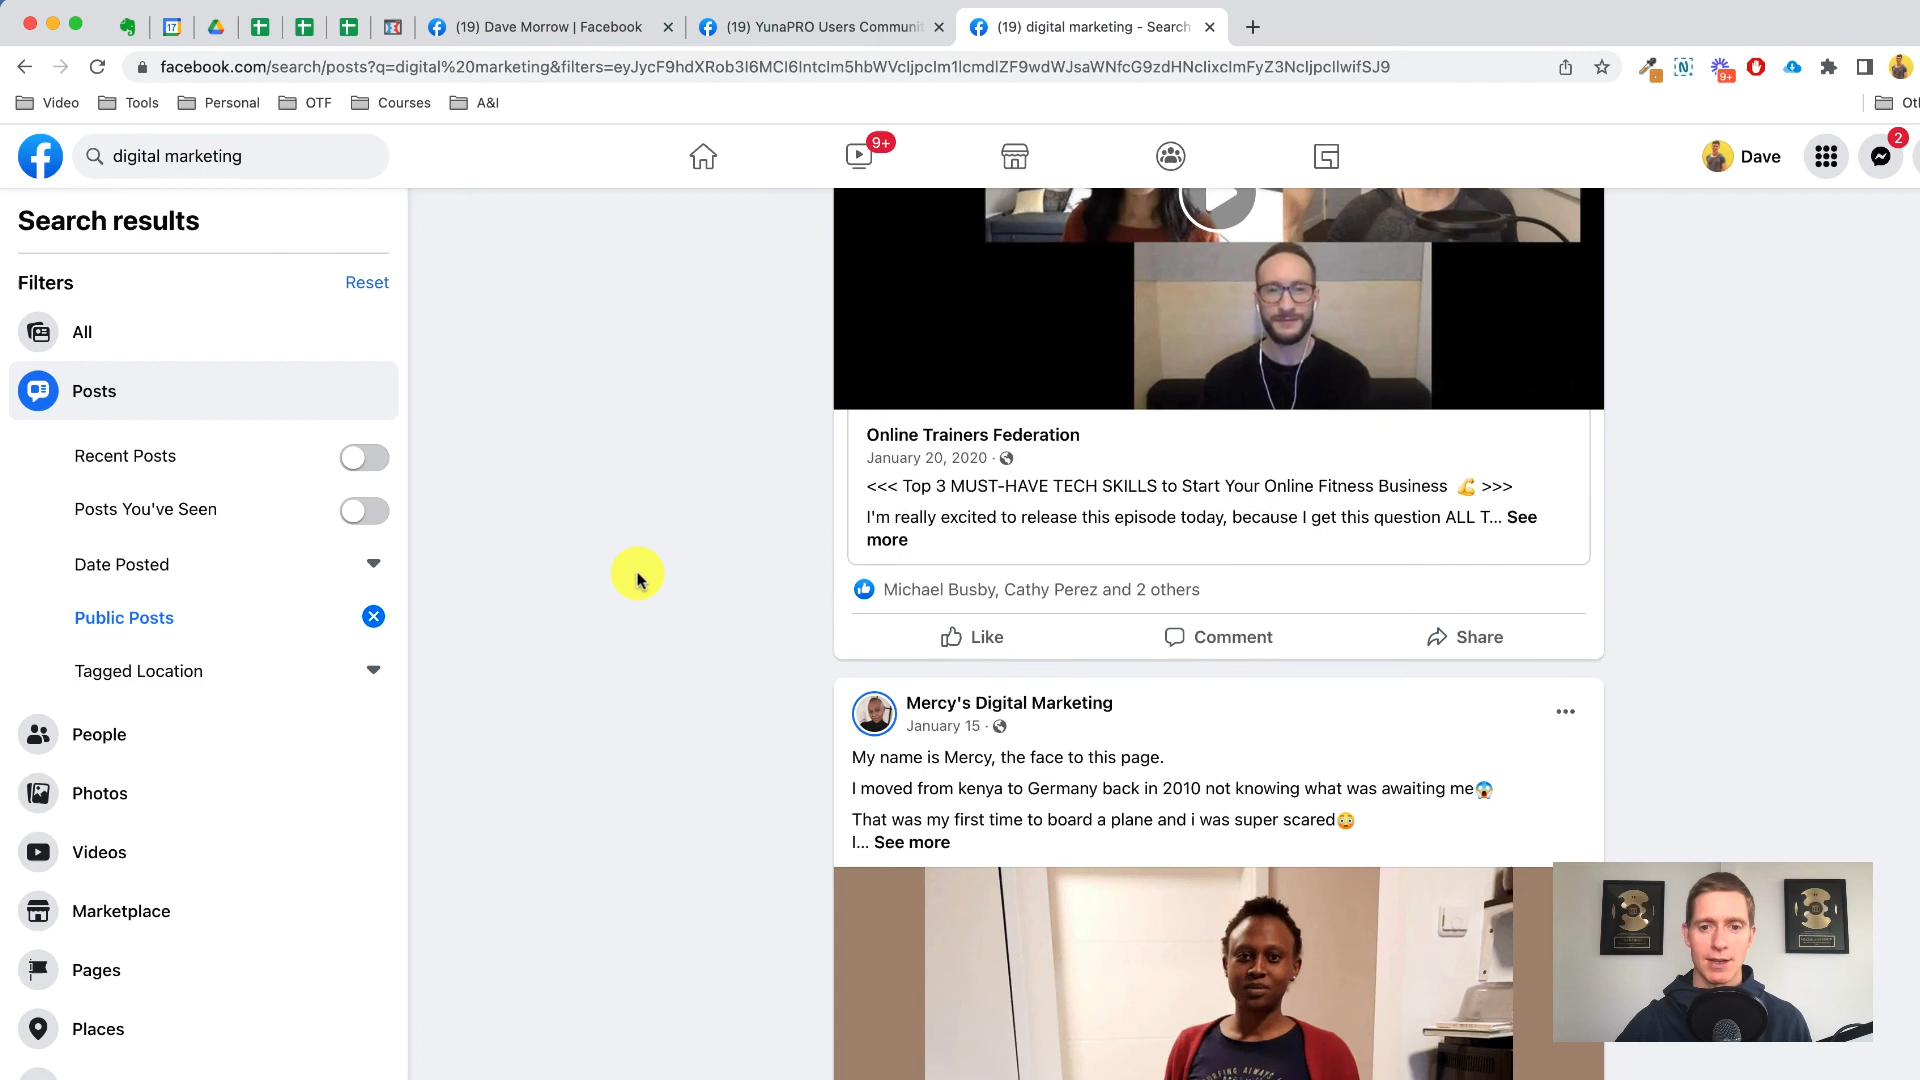 (19) Dave Morrow | Facebook
(19) YunaPRO Users Communit
(19) digital marketing - Search
17
facebook.com/search/posts?q=digital%20marketing&filters=eyJycF9hdXRob3I6MCI6Intclm5hbWVcIjpclm1lcmdlZF9wdWJsaWNfcG9zdHNcIixcImFyZ3NcIjpcIlwifSJ9
9+
Video
Tools
Personal
OTF
Courses
A&I
Oth
digital marketing
9+
Dave
2
Search results
Filters
Reset
All
Posts
Recent Posts
Posts You've Seen
Date Posted
Public Posts
Tagged Location
People
Photos
Videos
Marketplace
Pages
Places
Online Trainers Federation
January 20, 2020 ·
<<< Top 3 MUST-HAVE TECH SKILLS to Start Your Online Fitness Business 💪 >>>
I'm really excited to release this episode today, because I get this question ALL T... See
more
Michael Busby, Cathy Perez and 2 others
Like
Comment
Share
Mercy's Digital Marketing
January 15 ·
My name is Mercy, the face to this page.
I moved from kenya to Germany back in 2010 not knowing what was awaiting me😱
That was my first time to board a plane and i was super scared😳
I... See more